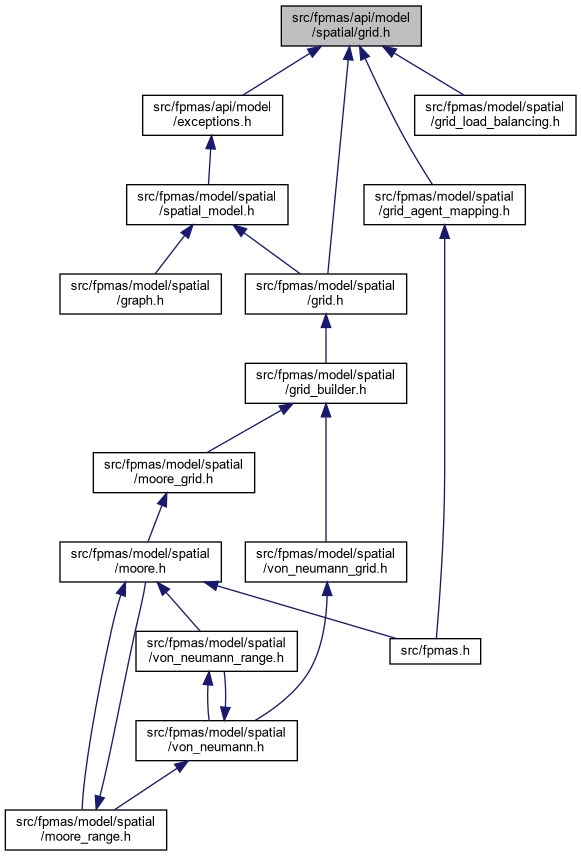 src/fpmas/api/model
/spatial/grid.h
src/fpmas/api/model
/exceptions.h
src/fpmas/model/spatial
/grid_load_balancing.h
src/fpmas/model/spatial
/spatial_model.h
src/fpmas/model/spatial
/grid_agent_mapping.h
src/fpmas/model/spatial
/graph.h
src/fpmas/model/spatial
/grid.h
src/fpmas/model/spatial
/grid_builder.h
src/fpmas/model/spatial
/moore_grid.h
src/fpmas/model/spatial
/moore.h
src/fpmas/model/spatial
/von_neumann_grid.h
src/fpmas/model/spatial
/von_neumann_range.h
src/fpmas.h
src/fpmas/model/spatial
/von_neumann.h
src/fpmas/model/spatial
/moore_range.h